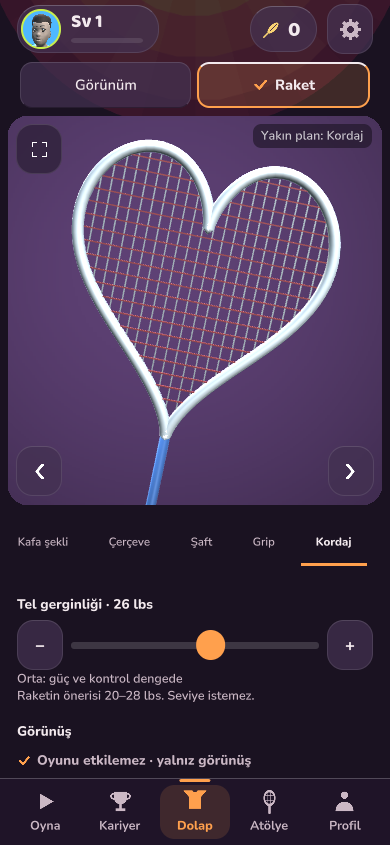 Sv 1
0
Görünüm
Raket
Yakın plan: Kordaj
Kafa şekli
Çerçeve
Şaft
Grip
Kordaj
Tel gerginliği · 26 lbs
Orta: güç ve kontrol dengede
Raketin önerisi 20–28 lbs. Seviye istemez.
Görünüş
Oyunu etkilemez · yalnız görünüş
Oyna
Kariyer
Dolap
Atölye
Profil